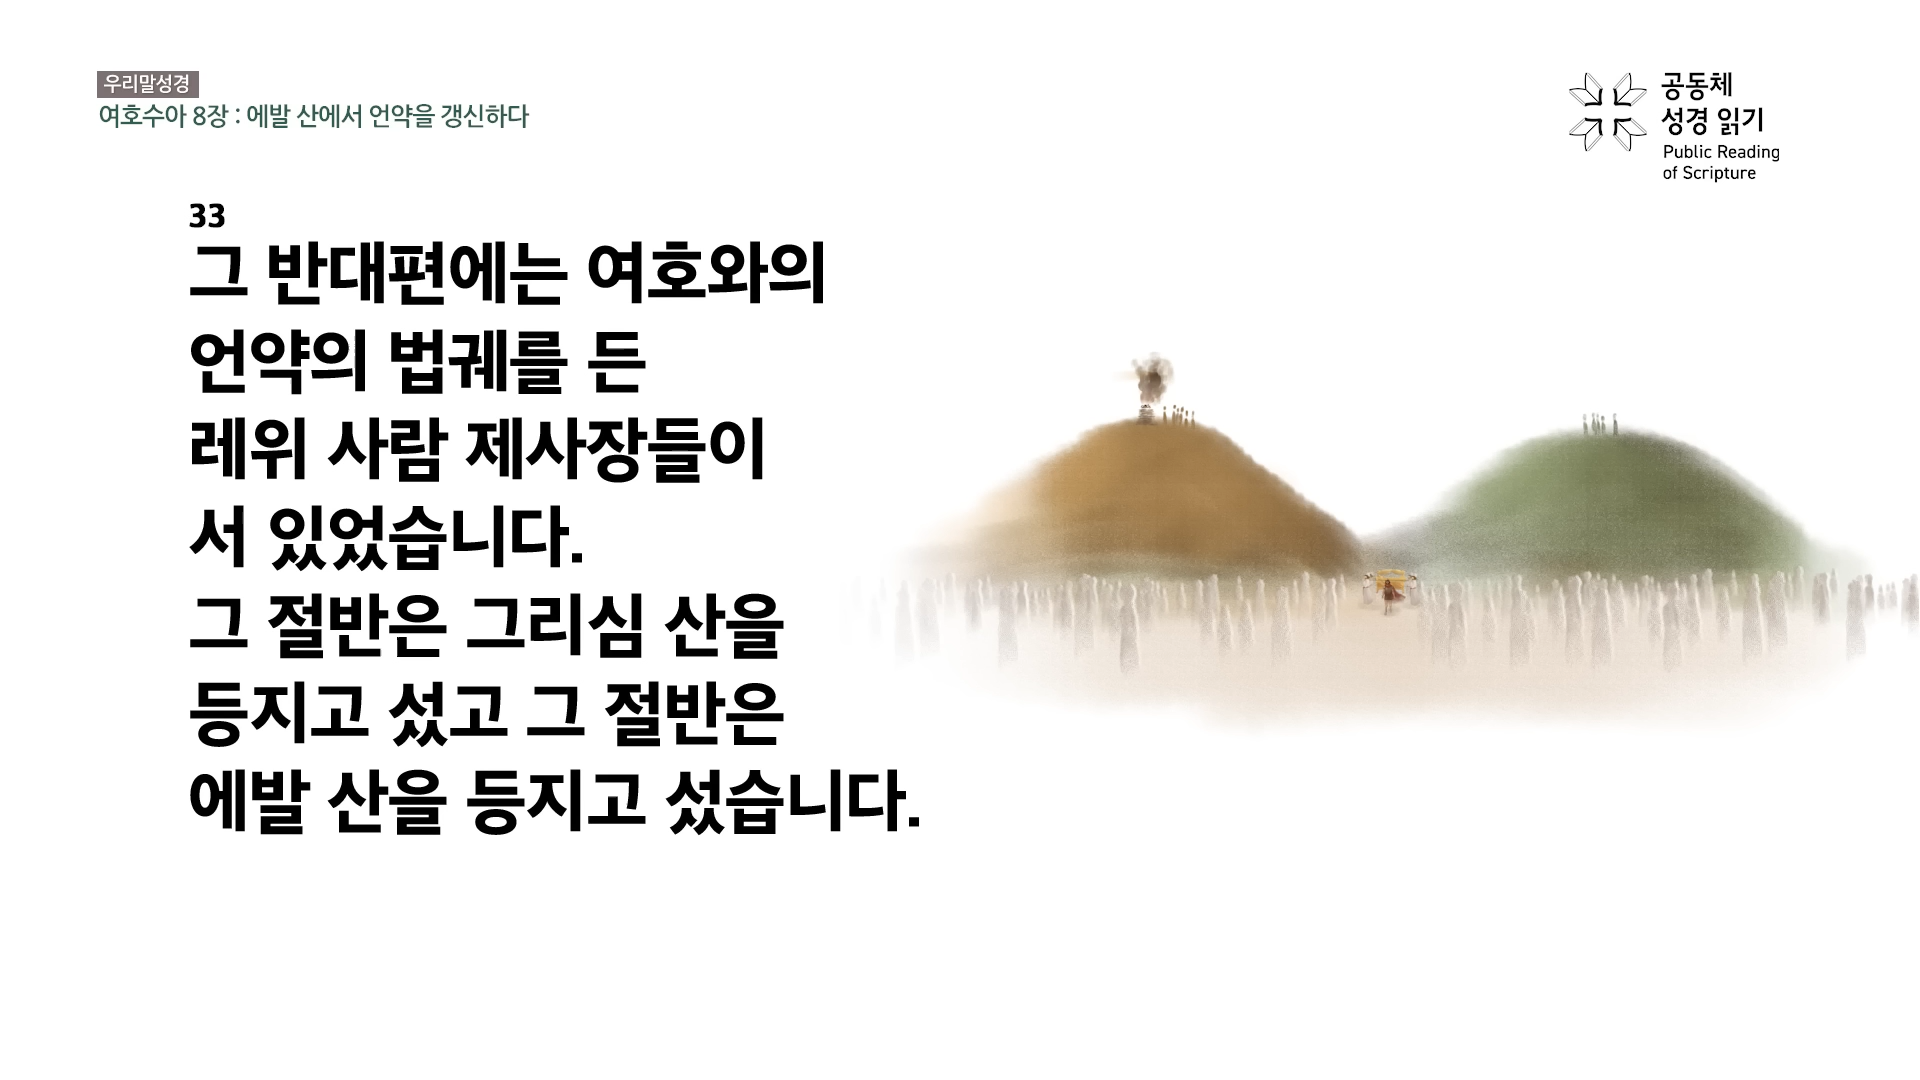 우리말성경
여호수아 8장 : 에발 산에서 언약을 갱신하다
공동체
성경 읽기
Public Reading
of Scripture
33
그 반대편에는 여호와의
언약의 법궤를 든
레위 사람 제사장들이
서 있었습니다.
그 절반은 그리심 산을
등지고 섰고 그 절반은
에발 산을 등지고 섰습니다.